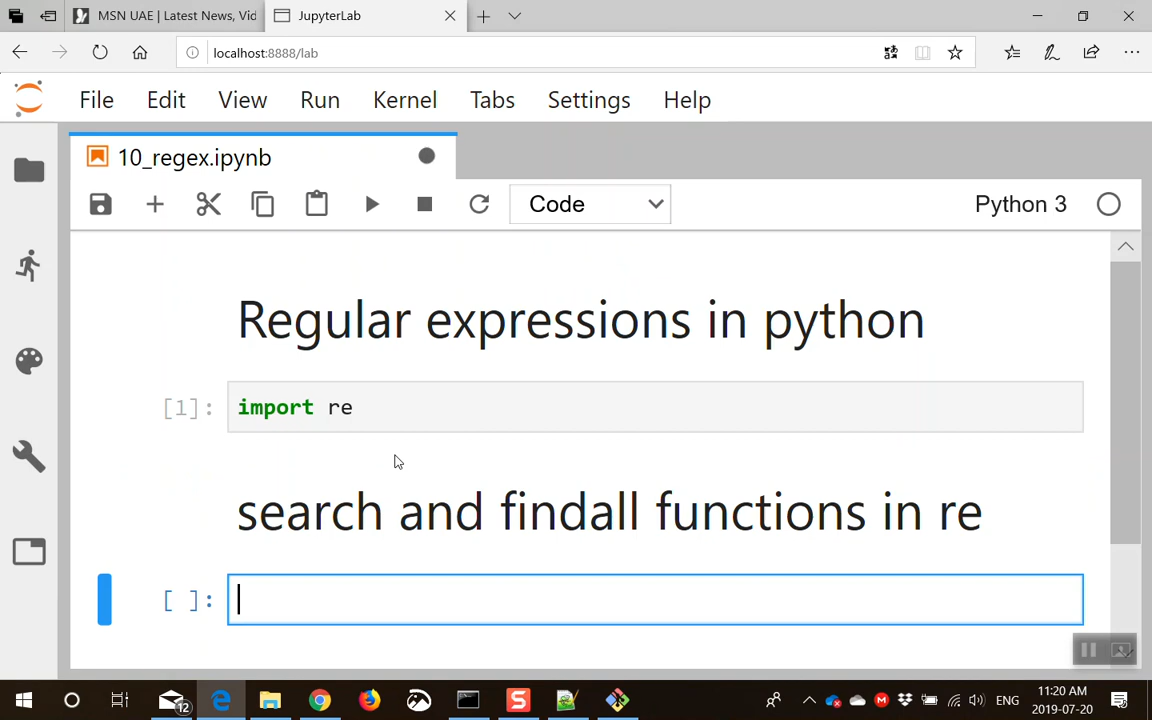 MSN UAE | Latest News, Vid
JupyterLab
localhost:8888/lab
File Edit View Run Kernel Tabs Settings Help
10_regex.ipynb
Code
Python 3
Regular expressions in python
[1]: import re
search and findall functions in re
[ ]:
12
ENG
11:20 AM
2019-07-20